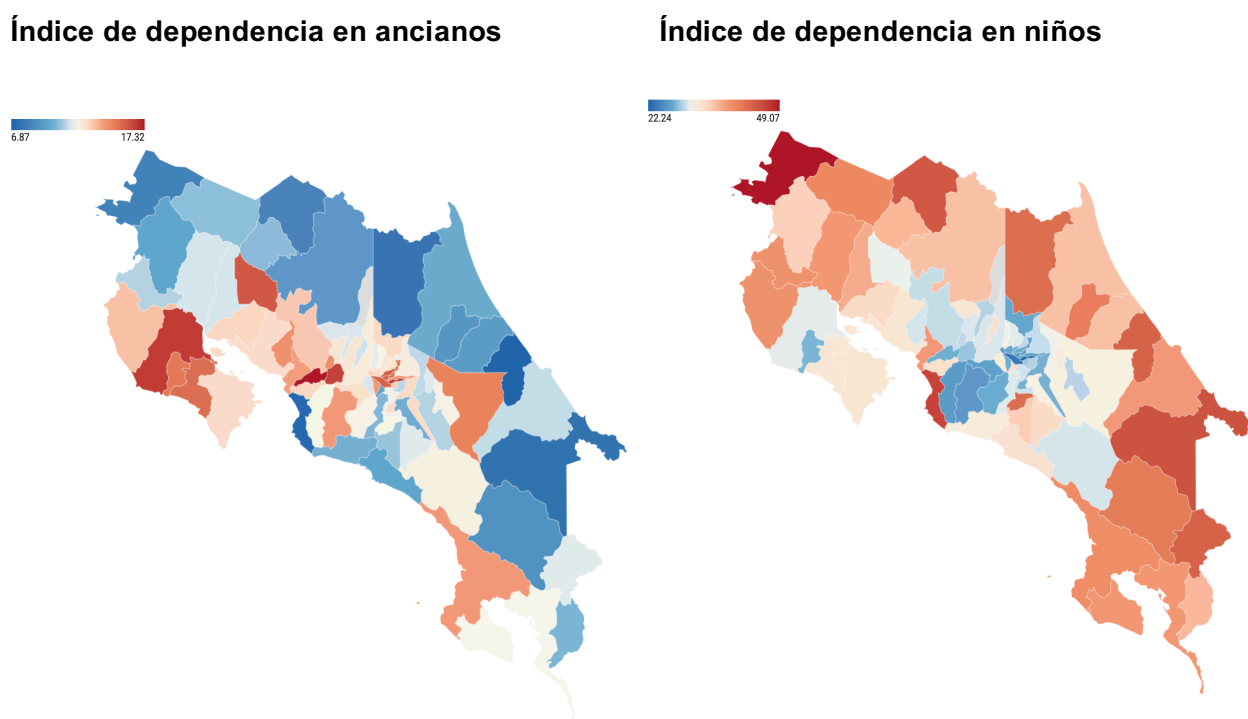 Índice de dependencia en ancianos
6.87 17.32
Índice de dependencia en niños
22.24 49.07